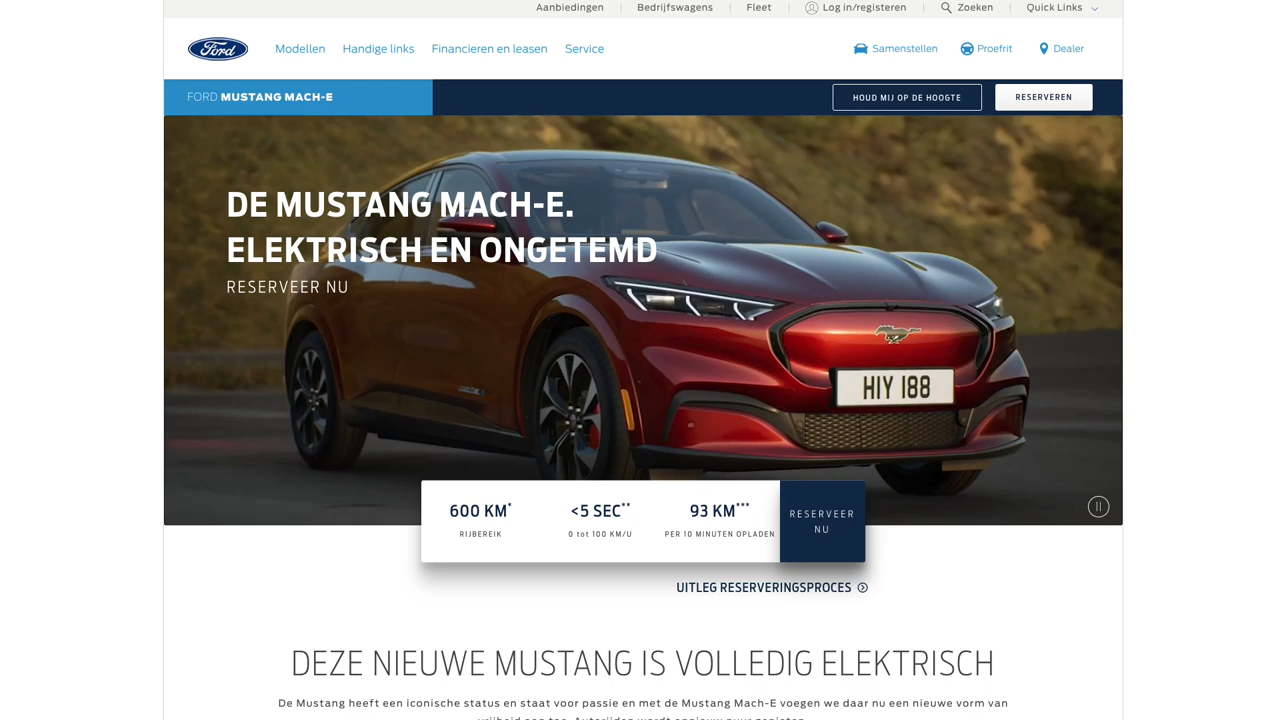 Aanbiedingen
Bedrijfswagens
Fleet
Log in/registeren
Zoeken
Quick Links
Ford
Modellen
Handige links
Financieren en leasen
Service
Samenstellen
Proefrit
Dealer
FORD MUSTANG MACH-E
HOUD MIJ OP DE HOOGTE
RESERVEREN
DE MUSTANG MACH-E.
ELEKTRISCH EN ONGETEMD
RESERVEER NU
HIY 188
600 KM*
RIJBEREIK
<5 SEC**
0 tot 100 KM/U
93 KM***
PER 10 MINUTEN OPLADEN
RESERVEER
NU
UITLEG RESERVERINGSPROCES
DEZE NIEUWE MUSTANG IS VOLLEDIG ELEKTRISCH
De Mustang heeft een iconische status en staat voor passie en met de Mustang Mach-E voegen we daar nu een nieuwe vorm van